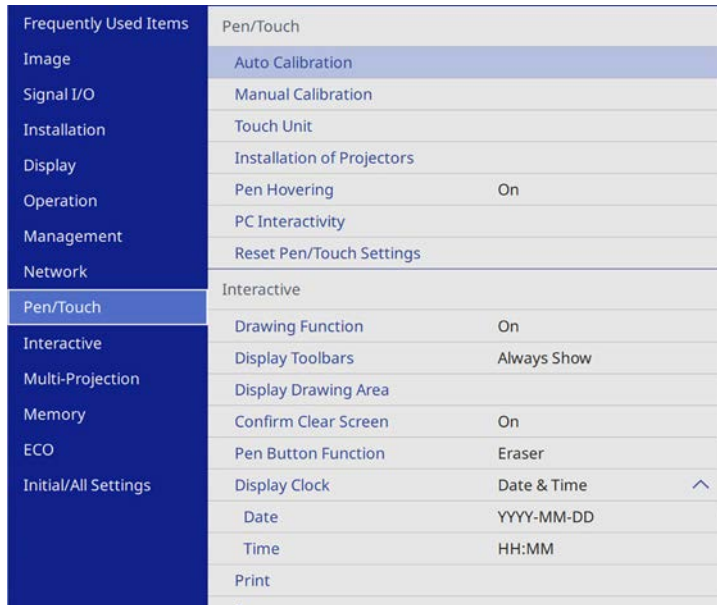 Frequently Used Items
Image
Signal I/O
Installation
Display
Operation
Management
Network
Pen/Touch
Interactive
Multi-Projection
Memory
ECO
Initial/All Settings
Pen/Touch
Auto Calibration
Manual Calibration
Touch Unit
Installation of Projectors
Pen Hovering On
PC Interactivity
Reset Pen/Touch Settings
Interactive
Drawing Function On
Display Toolbars Always Show
Display Drawing Area
Confirm Clear Screen On
Pen Button Function Eraser
Display Clock Date & Time
Date YYYY-MM-DD
Time HH:MM
Print